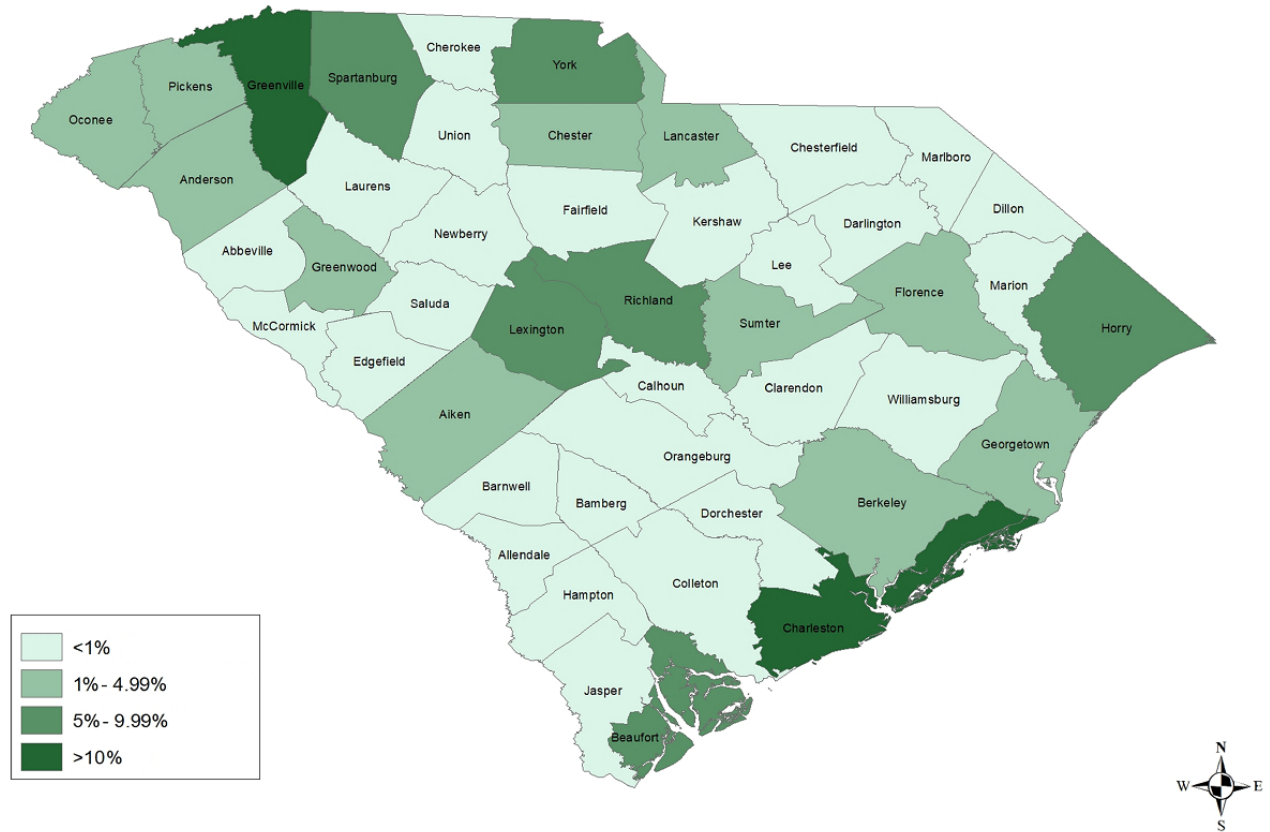 Cherokee
York
Spartanburg
Greenville
Pickens
Oconee
Union
Chester
Lancaster
Chesterfield
Marlboro
Anderson
Laurens
Dillon
Fairfield
Kershaw
Darlington
Newberry
Abbeville
Greenwood
Lee
Marion
Florence
Saluda
Richland
McCormick
Lexington
Sumter
Horry
Edgefield
Calhoun
Clarendon
Williamsburg
Aiken
Georgetown
Orangeburg
Barnwell
Bamberg
Berkeley
Dorchester
Allendale
Colleton
Hampton
Charleston
Jasper
Beaufort
<1%
1%- 4.99%
5%- 9.99%
>10%
N
W
E
S